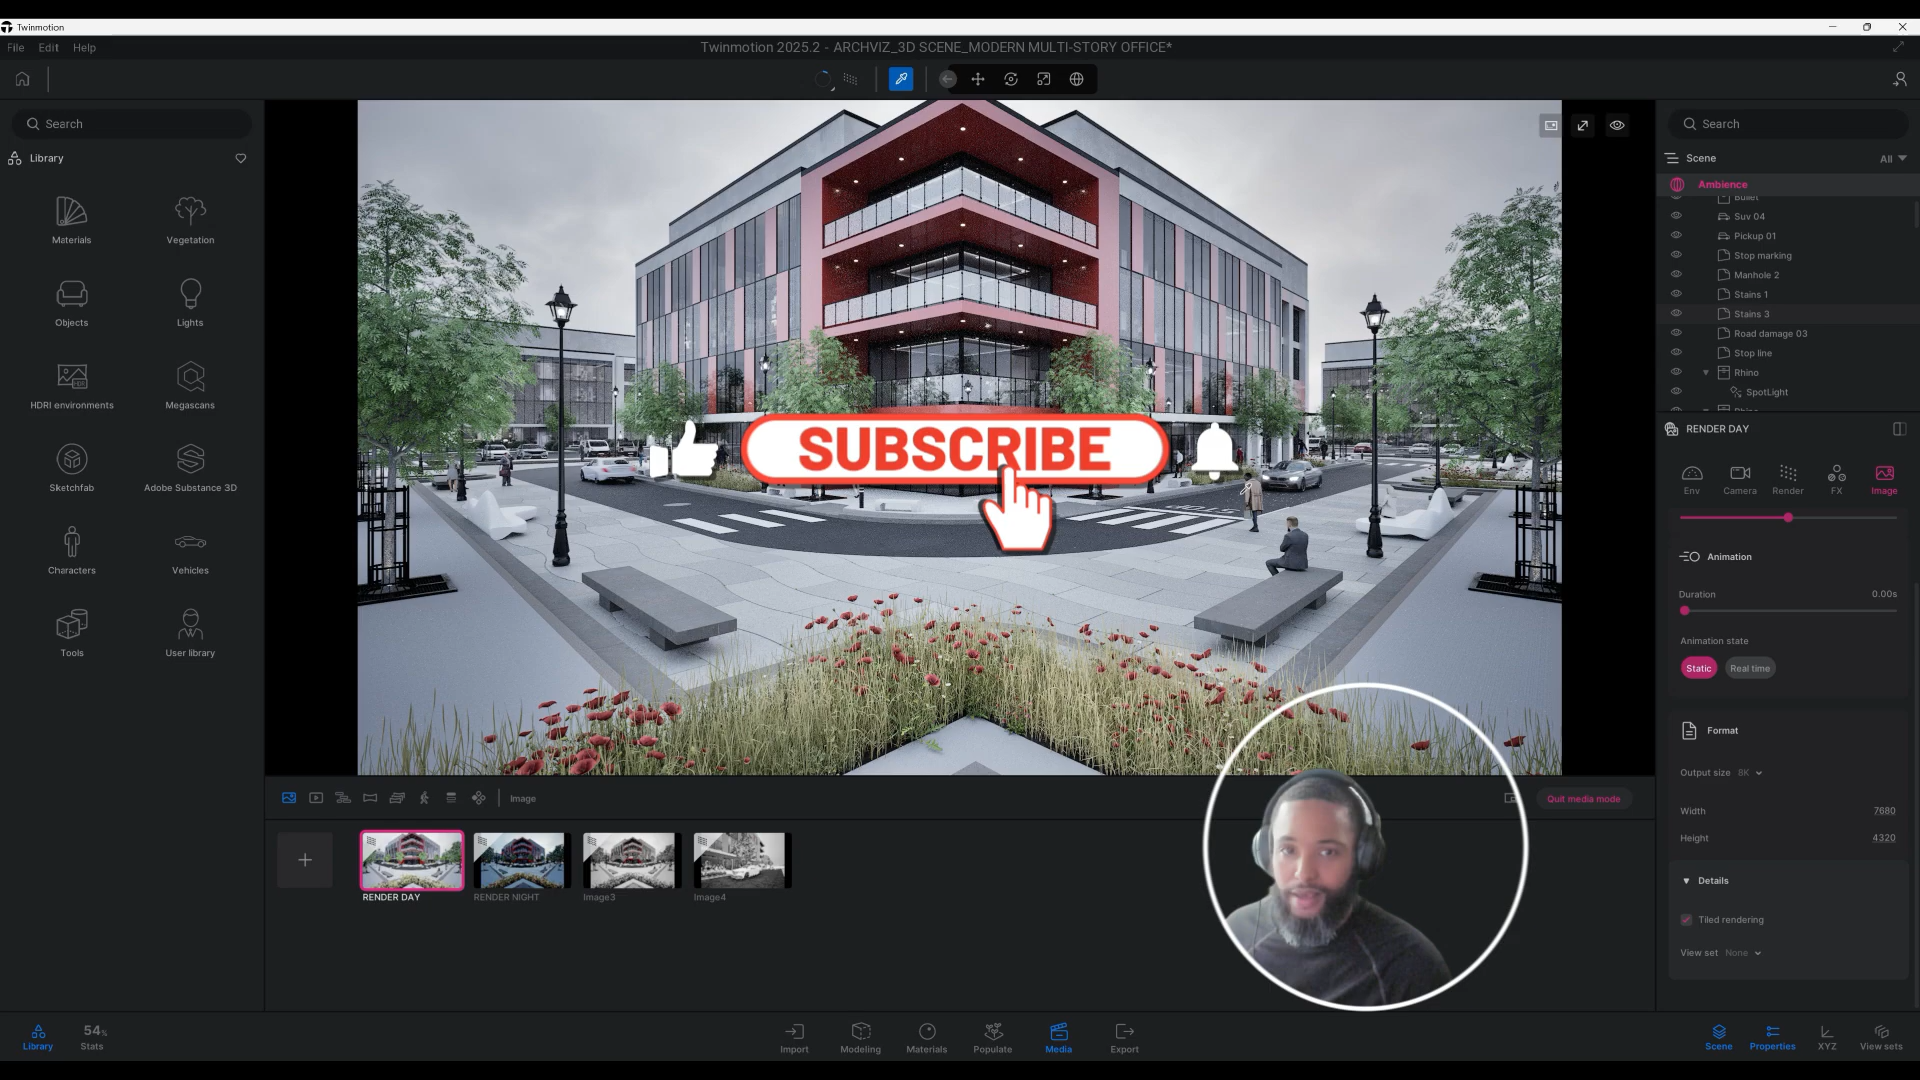 Twinmotion
File Edit Help
Twinmotion 2025.2 - ARCHVIZ_3D SCENE_MODERN MULTI-STORY OFFICE*
Search
Library
Materials
Vegetation
Objects
Lights
HDRI environments
Megascans
Sketchfab
Adobe Substance 3D
Characters
Vehicles
Tools
User library
SUBSCRIBE
STOP
Search
Scene All
Ambience
Bullet
Suv 04
Pickup 01
Stop marking
Manhole 2
Stains 1
Stains 3
Road damage 03
Stop line
Rhino
SpotLight
RENDER DAY
Env Camera Render FX Image
Animation
Duration 0.00s
Animation state
Static Real time
Format
Output size 8K
Width 7680
Height 4320
Details
Tiled rendering
View set None
Image
Quit media mode
RENDER DAY
RENDER NIGHT
Image3
Image4
Library
54%
Stats
Import
Modeling
Materials
Populate
Media
Export
Scene
Properties
XYZ
View sets